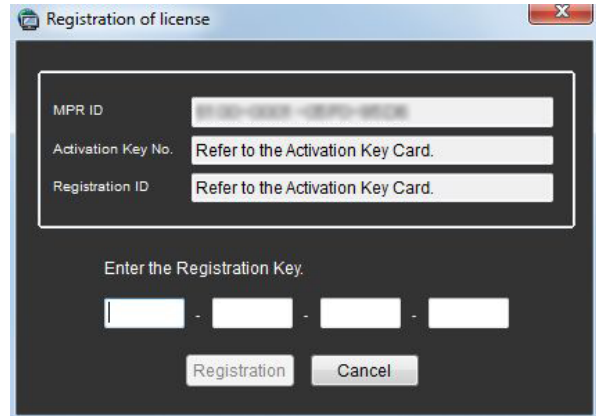 Registration of license
MPR ID
Activation Key No. Refer to the Activation Key Card.
Registration ID Refer to the Activation Key Card.
Enter the Registration Key.
- - -
Registration Cancel